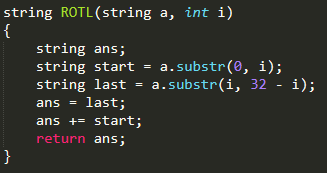 string ROTL(string a, int i)
{
    string ans;
    string start = a.substr(0, i);
    string last = a.substr(i, 32 - i);
    ans = last;
    ans += start;
    return ans;
}